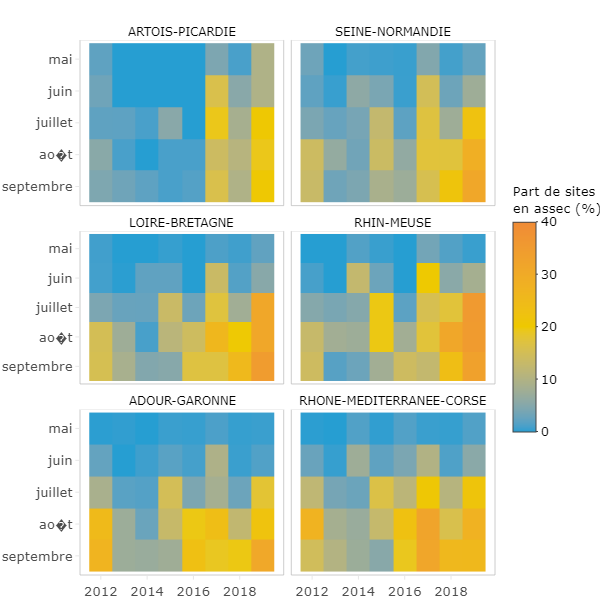 ARTOIS-PICARDIE SEINE-NORMANDIE
mai
juin
juillet
ao�t
septembre
Part de sites
en assec (%)
40
30
20
10
0
LOIRE-BRETAGNE RHIN-MEUSE
mai
juin
juillet
ao�t
septembre
ADOUR-GARONNE RHONE-MEDITERRANEE-CORSE
mai
juin
juillet
ao�t
septembre
2012 2014 2016 2018 2012 2014 2016 2018